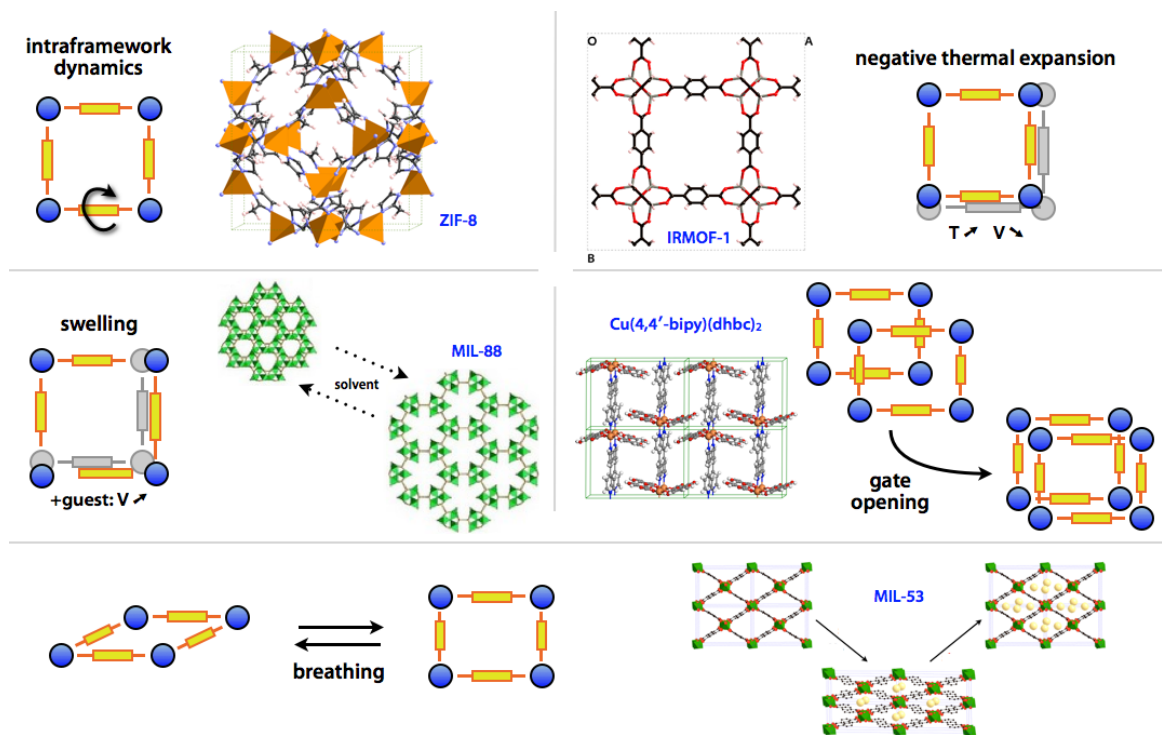 intraframework
dynamics
ZIF-8
O
A
IRMOF-1
B
negative thermal expansion
T ↗ V ↘
swelling
+guest: V ↗
MIL-88
solvent
Cu(4,4′-bipy)(dhbc)₂
gate
opening
breathing
MIL-53